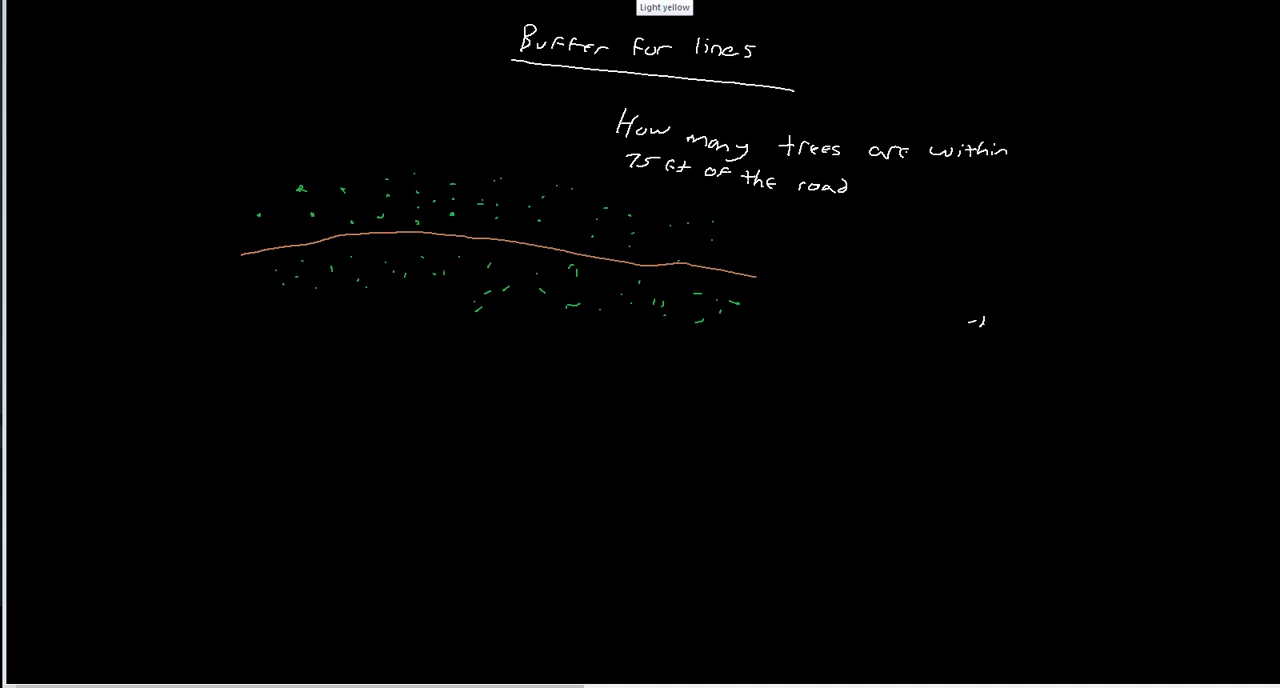 Light yellow
Buffer for lines
How many trees are within
75 ft of the road